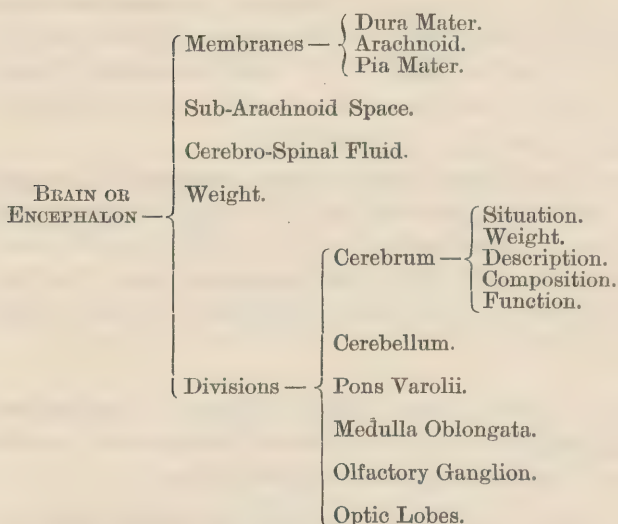 BRAIN OR
ENCEPHALON —
Membranes —
Dura Mater.
Arachnoid.
Pia Mater.
Sub-Arachnoid Space.
Cerebro-Spinal Fluid.
Weight.
Divisions —
Cerebrum —
Situation.
Weight.
Description.
Composition.
Function.
Cerebellum.
Pons Varolii.
Medulla Oblongata.
Olfactory Ganglion.
Optic Lobes.